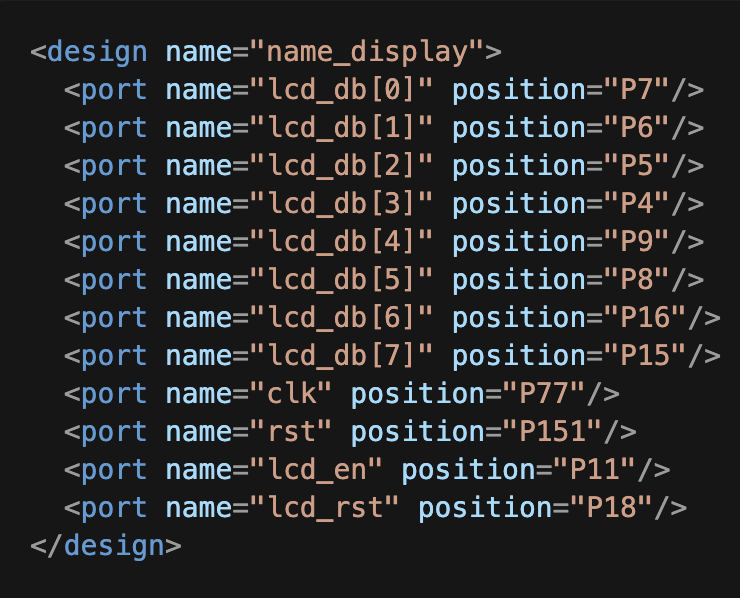 <design name="name_display">
  <port name="lcd_db[0]" position="P7"/>
  <port name="lcd_db[1]" position="P6"/>
  <port name="lcd_db[2]" position="P5"/>
  <port name="lcd_db[3]" position="P4"/>
  <port name="lcd_db[4]" position="P9"/>
  <port name="lcd_db[5]" position="P8"/>
  <port name="lcd_db[6]" position="P16"/>
  <port name="lcd_db[7]" position="P15"/>
  <port name="clk" position="P77"/>
  <port name="rst" position="P151"/>
  <port name="lcd_en" position="P11"/>
  <port name="lcd_rst" position="P18"/>
</design>